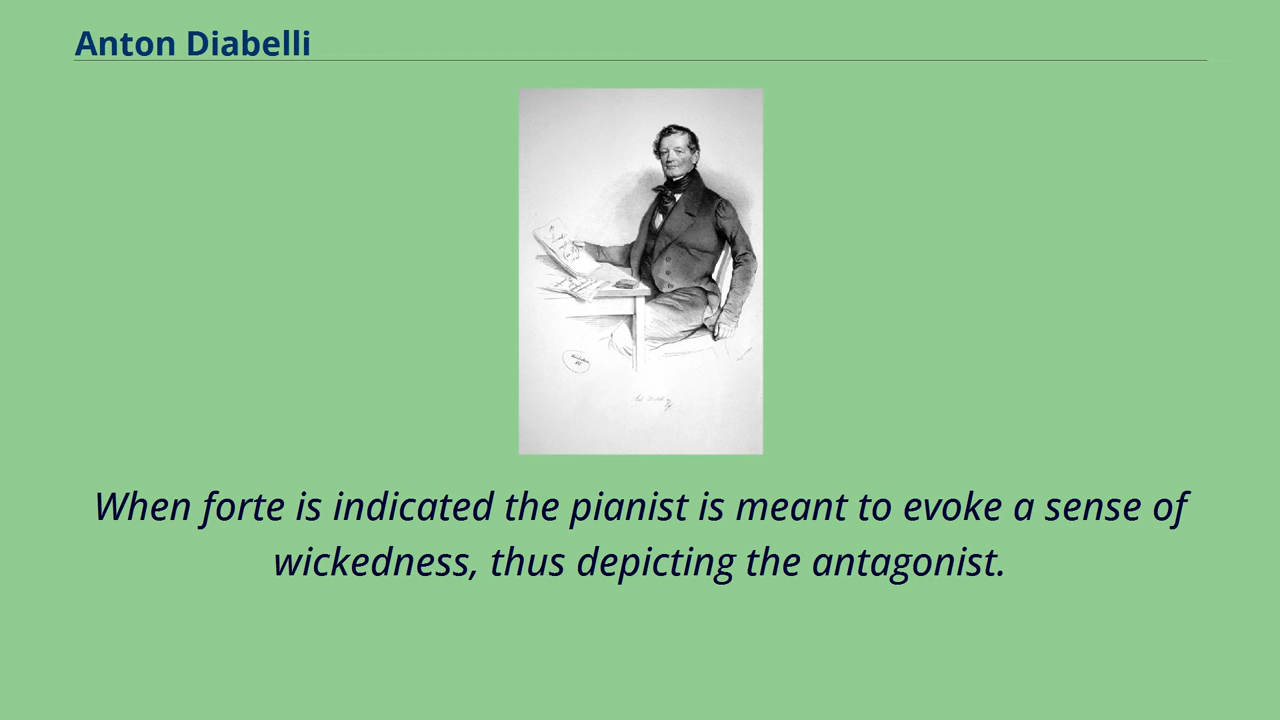 Anton Diabelli
When forte is indicated the pianist is meant to evoke a sense of
wickedness, thus depicting the antagonist.